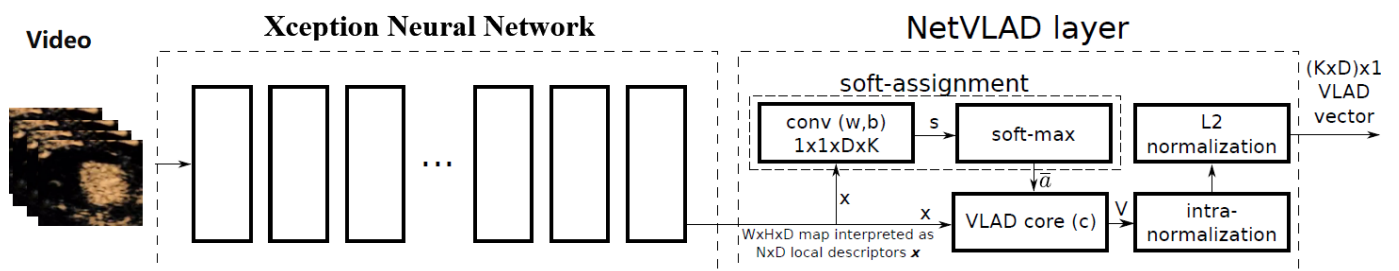 Video
Xception Neural Network
...
NetVLAD layer
soft-assignment
conv (w,b)
1x1xDxK
s
soft-max
x
a̅
x
WxHxD map interpreted as
NxD local descriptors x
VLAD core (c)
V
intra-
normalization
L2
normalization
(KxD)x1
VLAD
vector